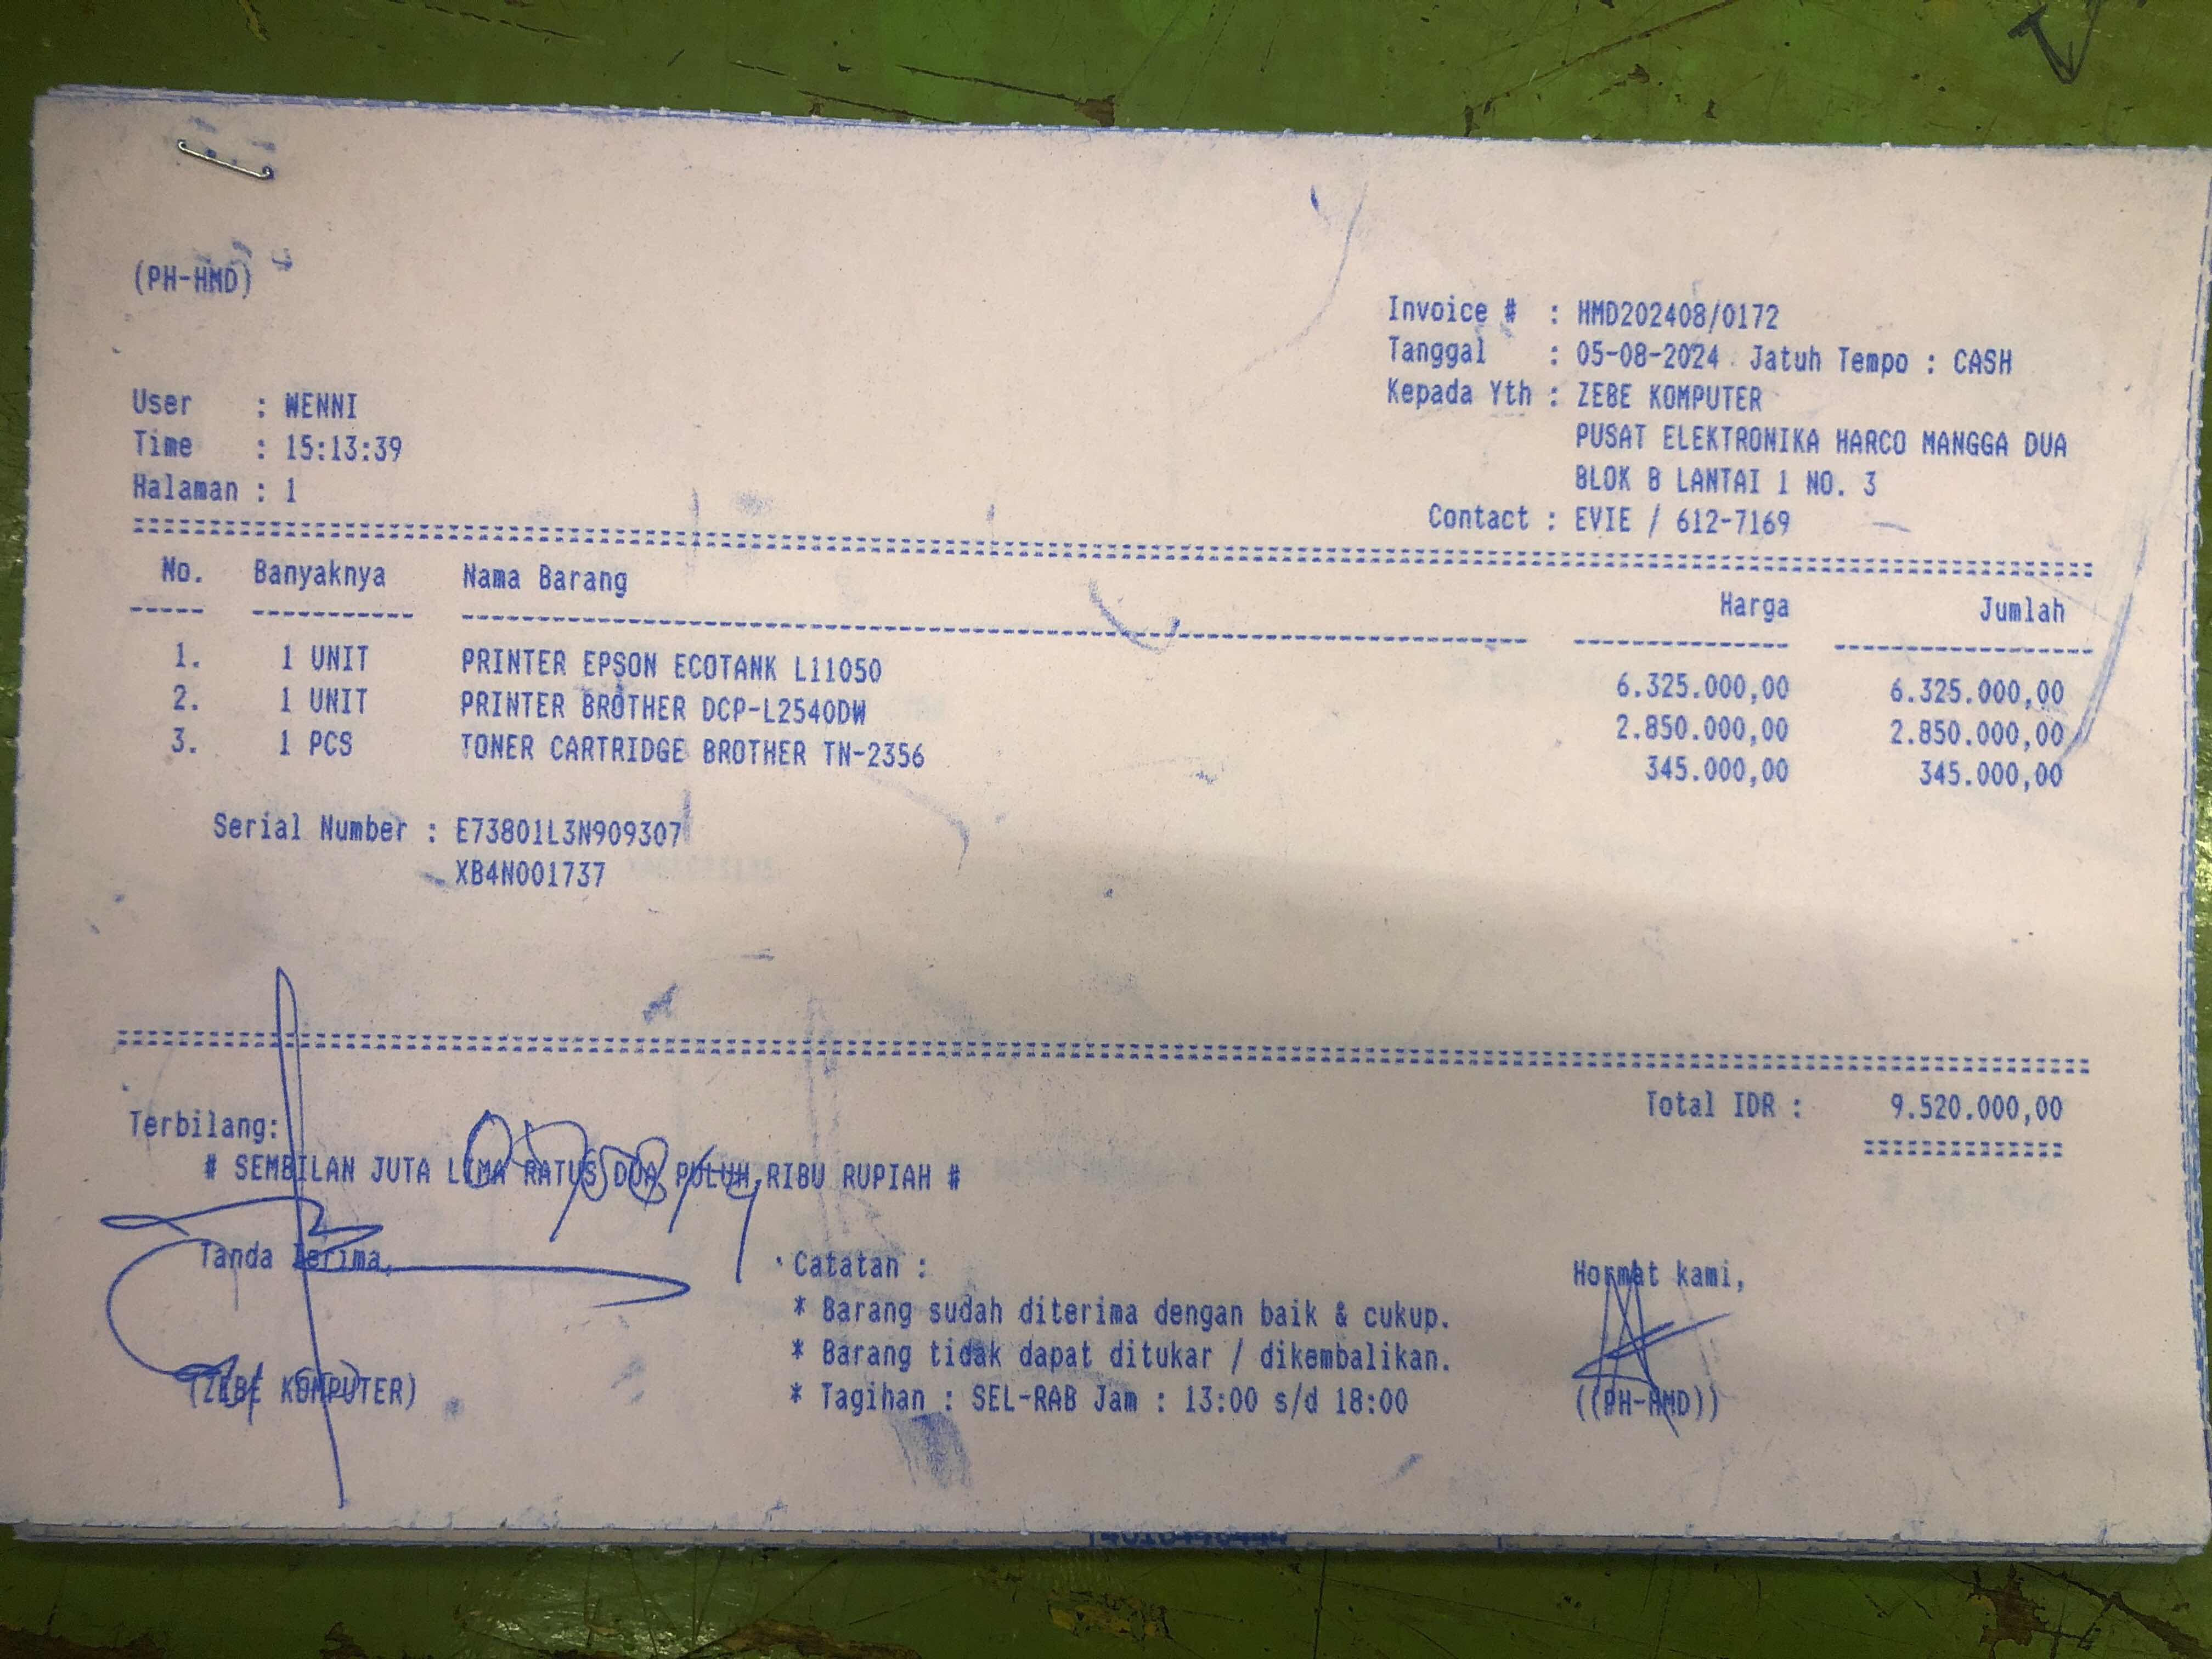 (PH-HMD)
Invoice # : HMD202408/0172
Tanggal : 05-08-2024 Jatuh Tempo : CASH
Kepada Yth : ZEBE KOMPUTER
PUSAT ELEKTRONIKA HARCO MANGGA DUA
BLOK B LANTAI 1 NO. 3
Contact : EVIE / 612-7169
User : WENNI
Time : 15:13:39
Halaman : 1
No. Banyaknya Nama Barang Harga Jumlah
1. 1 UNIT PRINTER EPSON ECOTANK L11050 6.325.000,00 6.325.000,00
2. 1 UNIT PRINTER BROTHER DCP-L2540DW 2.850.000,00 2.850.000,00
3. 1 PCS TONER CARTRIDGE BROTHER TN-2356 345.000,00 345.000,00
Serial Number : E73801L3N909307
XB4N001737
Total IDR : 9.520.000,00
Terbilang:
# SEMBILAN JUTA LIMA RATUS DUA PULUH RIBU RUPIAH #
Tanda Terima,
(ZEBE KOMPUTER)
Catatan :
* Barang sudah diterima dengan baik & cukup.
* Barang tidak dapat ditukar / dikembalikan.
* Tagihan : SEL-RAB Jam : 13:00 s/d 18:00
Hormat kami,
((PH-HMD))